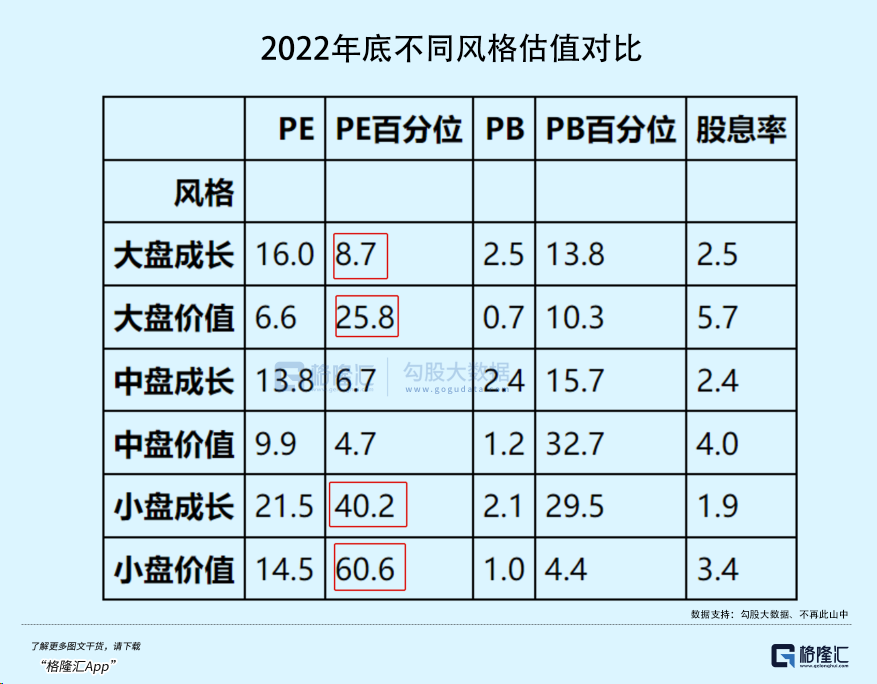 2022年底不同风格估值对比
PE PE百分位 PB PB百分位 股息率
风格
大盘成长 16.0 8.7 2.5 13.8 2.5
大盘价值 6.6 25.8 0.7 10.3 5.7
中盘成长 13.8 6.7 2.4 15.7 2.4
格隆汇 勾股大数据
www.gogudata
中盘价值 9.9 4.7 1.2 32.7 4.0
小盘成长 21.5 40.2 2.1 29.5 1.9
小盘价值 14.5 60.6 1.0 4.4 3.4
数据支持：勾股大数据、不再此山中
了解更多图文干货，请下载
“格隆汇App”
格隆汇
www.gelonghui.com